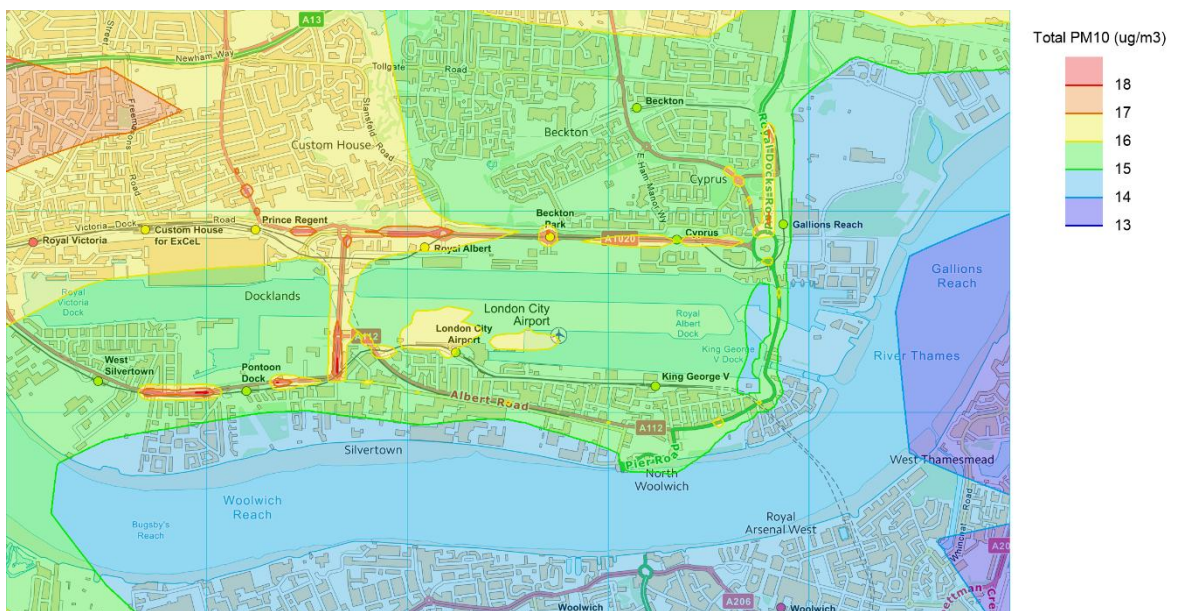 A13
Street
Newham Way
Tollgate
Road
Total PM10 (ug/m3)
18
17
16
15
14
13
Freemasons
Road
Stansfeld Road
Custom House
Beckton
Beckton
E Ham Manor Wy
Royal Docks Road
Cyprus
Victoria Dock
Road
Prince Regent
Royal Victoria
Custom House
for ExCeL
Royal Albert
Beckton
Park
A1020
Cyprus
Gallions Reach
Gallions
Reach
Royal
Victoria
Dock
Docklands
London City
Airport
London City
Airport
Royal
Albert
Dock
A112
King George
V Dock
River Thames
West
Silvertown
Pontoon
Dock
King George V
Albert Road
A112
Pier Road
Silvertown
North
Woolwich
West Thamesmead
Woolwich
Reach
Bugsby's
Reach
Royal
Arsenal West
Whinchat Road
A20
A206
Woolwich
Woolwich